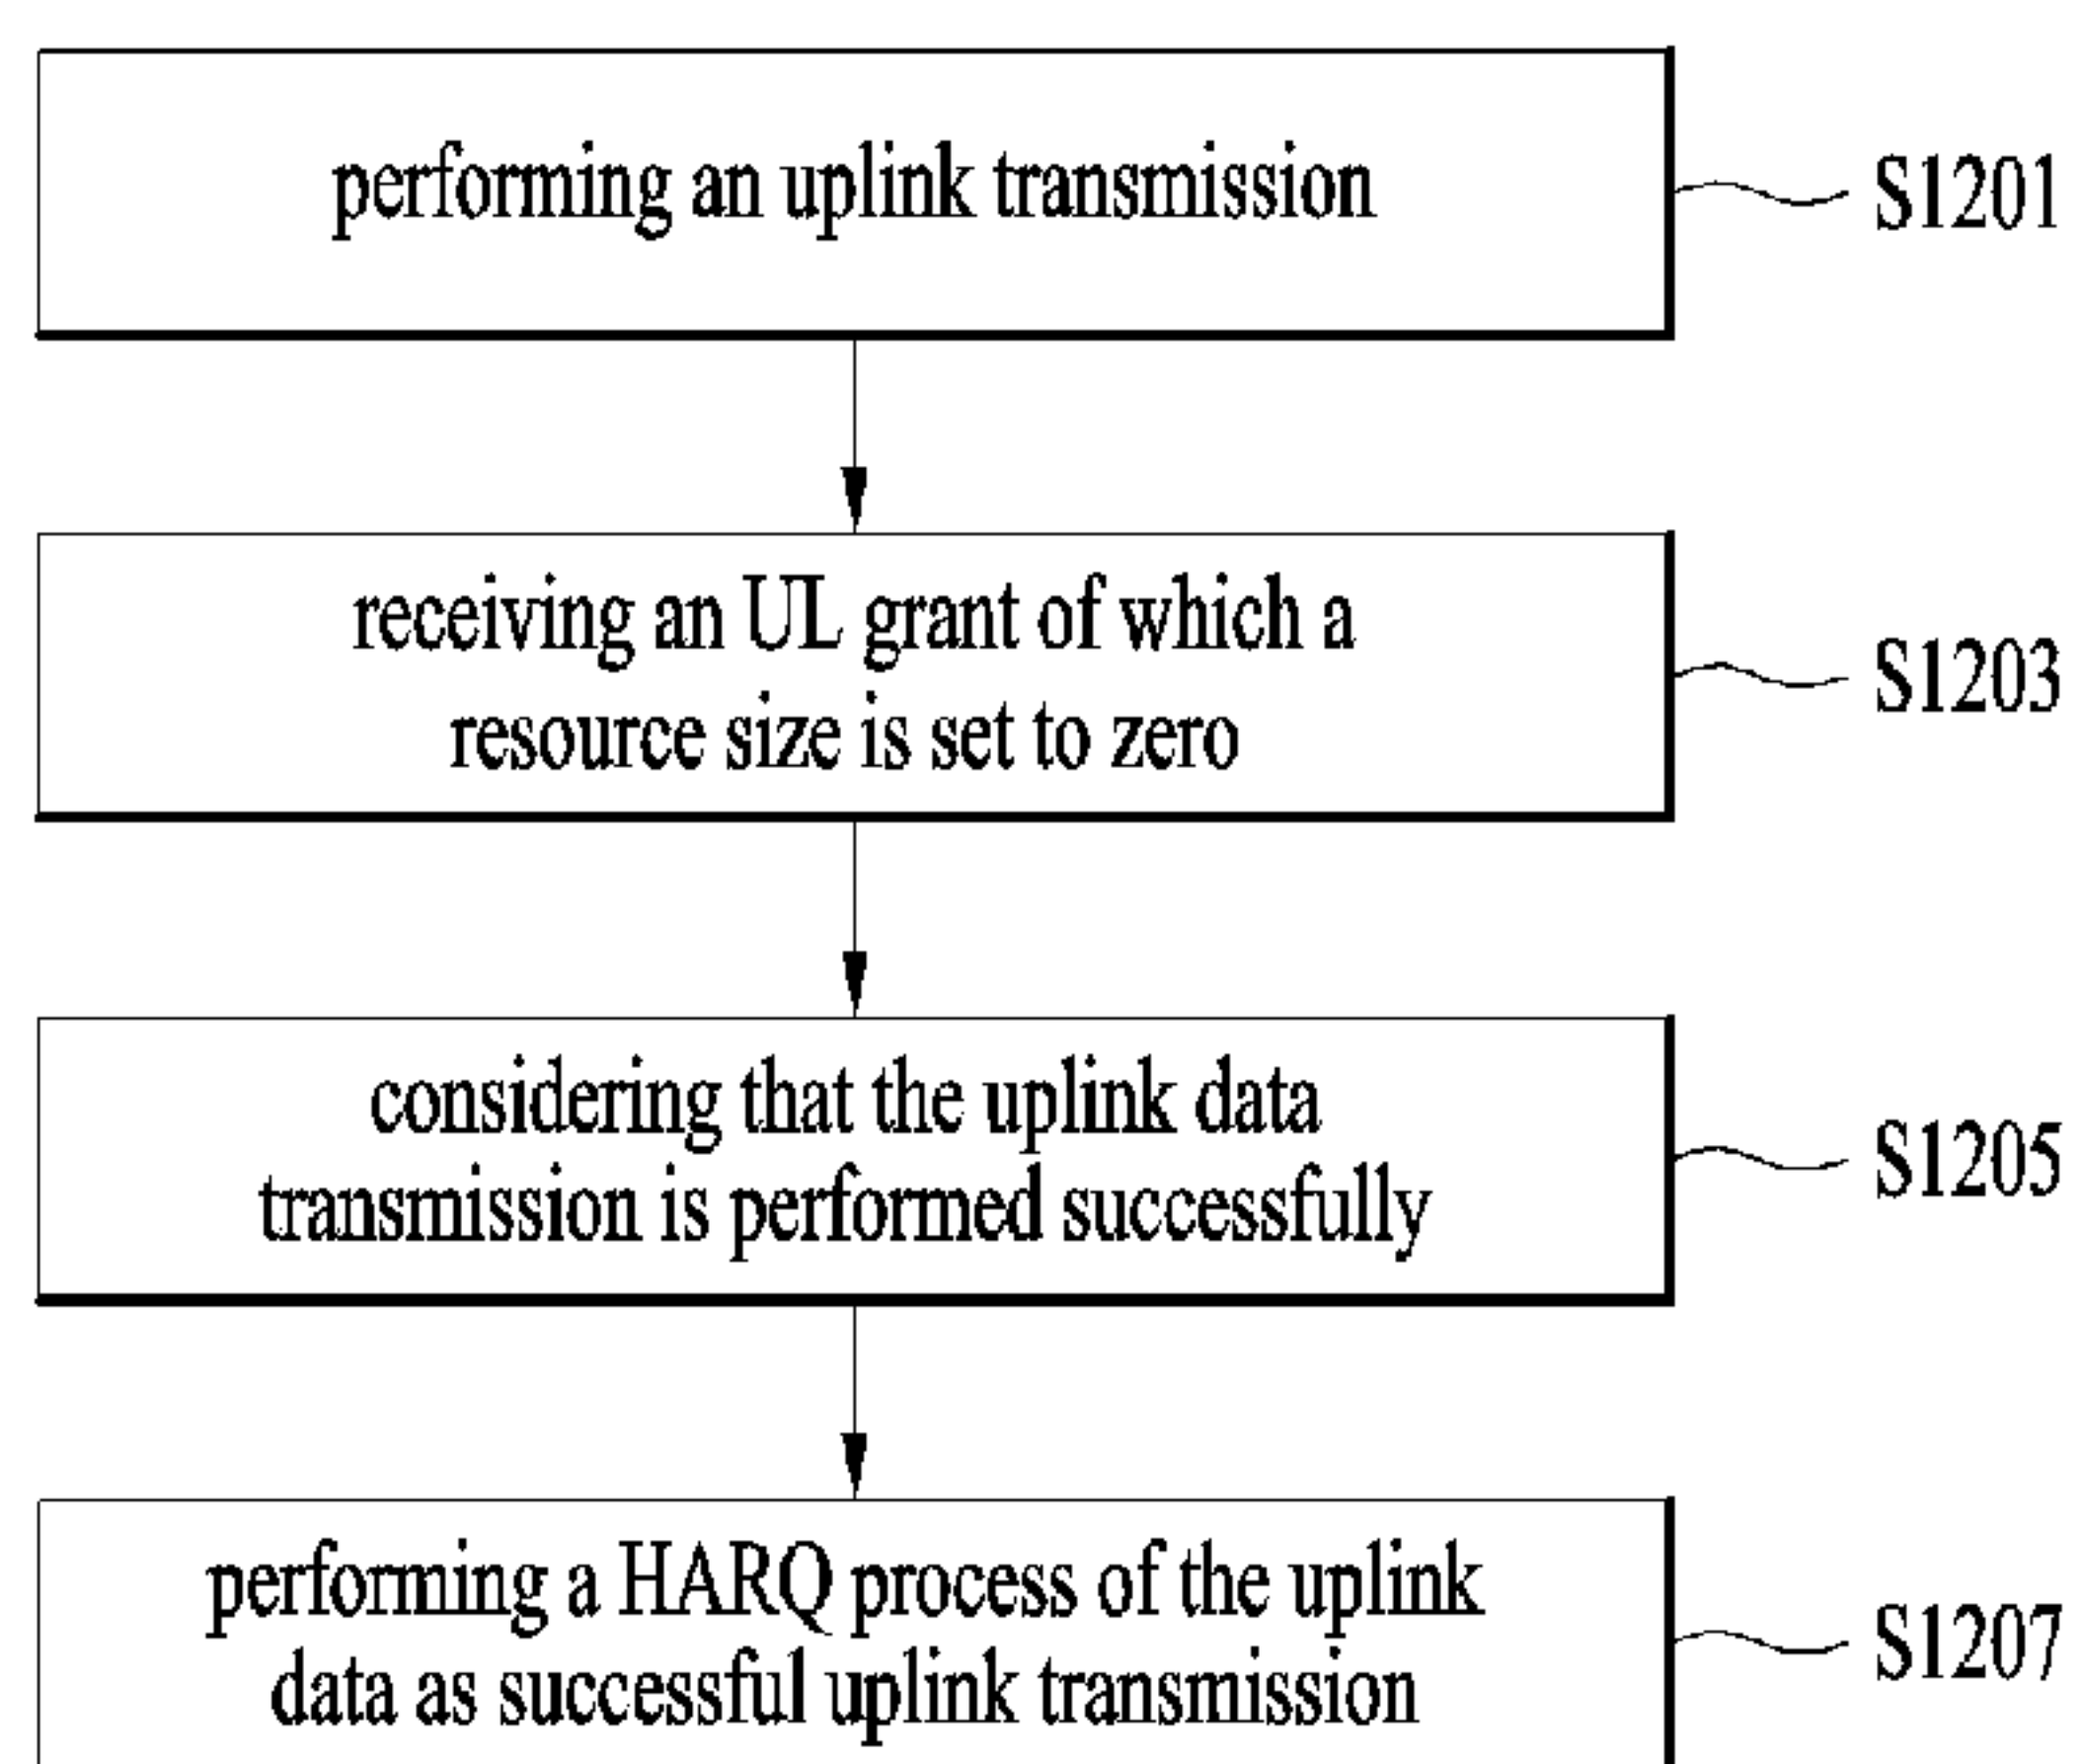 performing an uplink transmission
S1201
receiving an UL grant of which a
resource size is set to zero
S1203
considering that the uplink data
transmission is performed successfully
S1205
performing a HARQ process of the uplink
data as successful uplink transmission
S1207